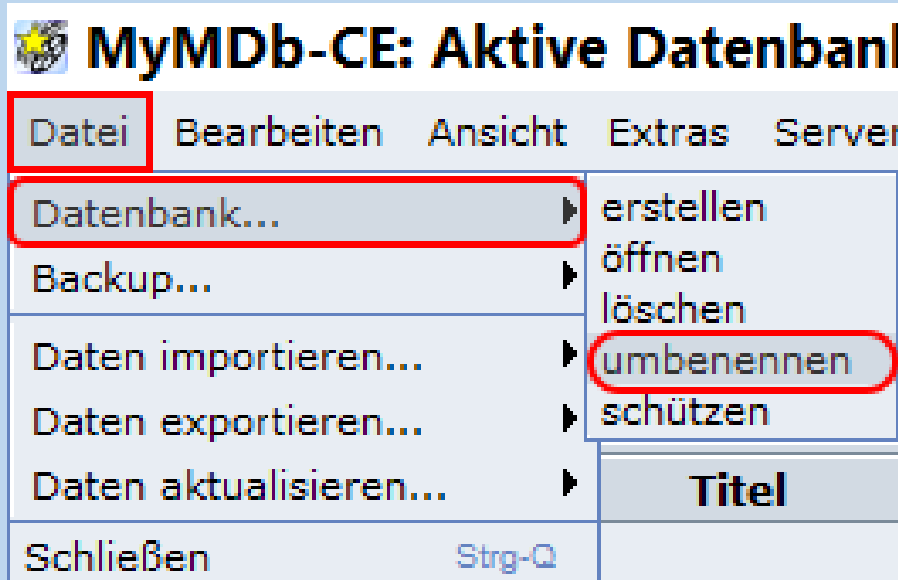 MyMDb-CE: Aktive Datenbank
Datei Bearbeiten Ansicht Extras Server
Datenbank...
Backup...
Daten importieren...
Daten exportieren...
Daten aktualisieren...
Schließen Strg-Q
erstellen
öffnen
löschen
umbenennen
schützen
Titel